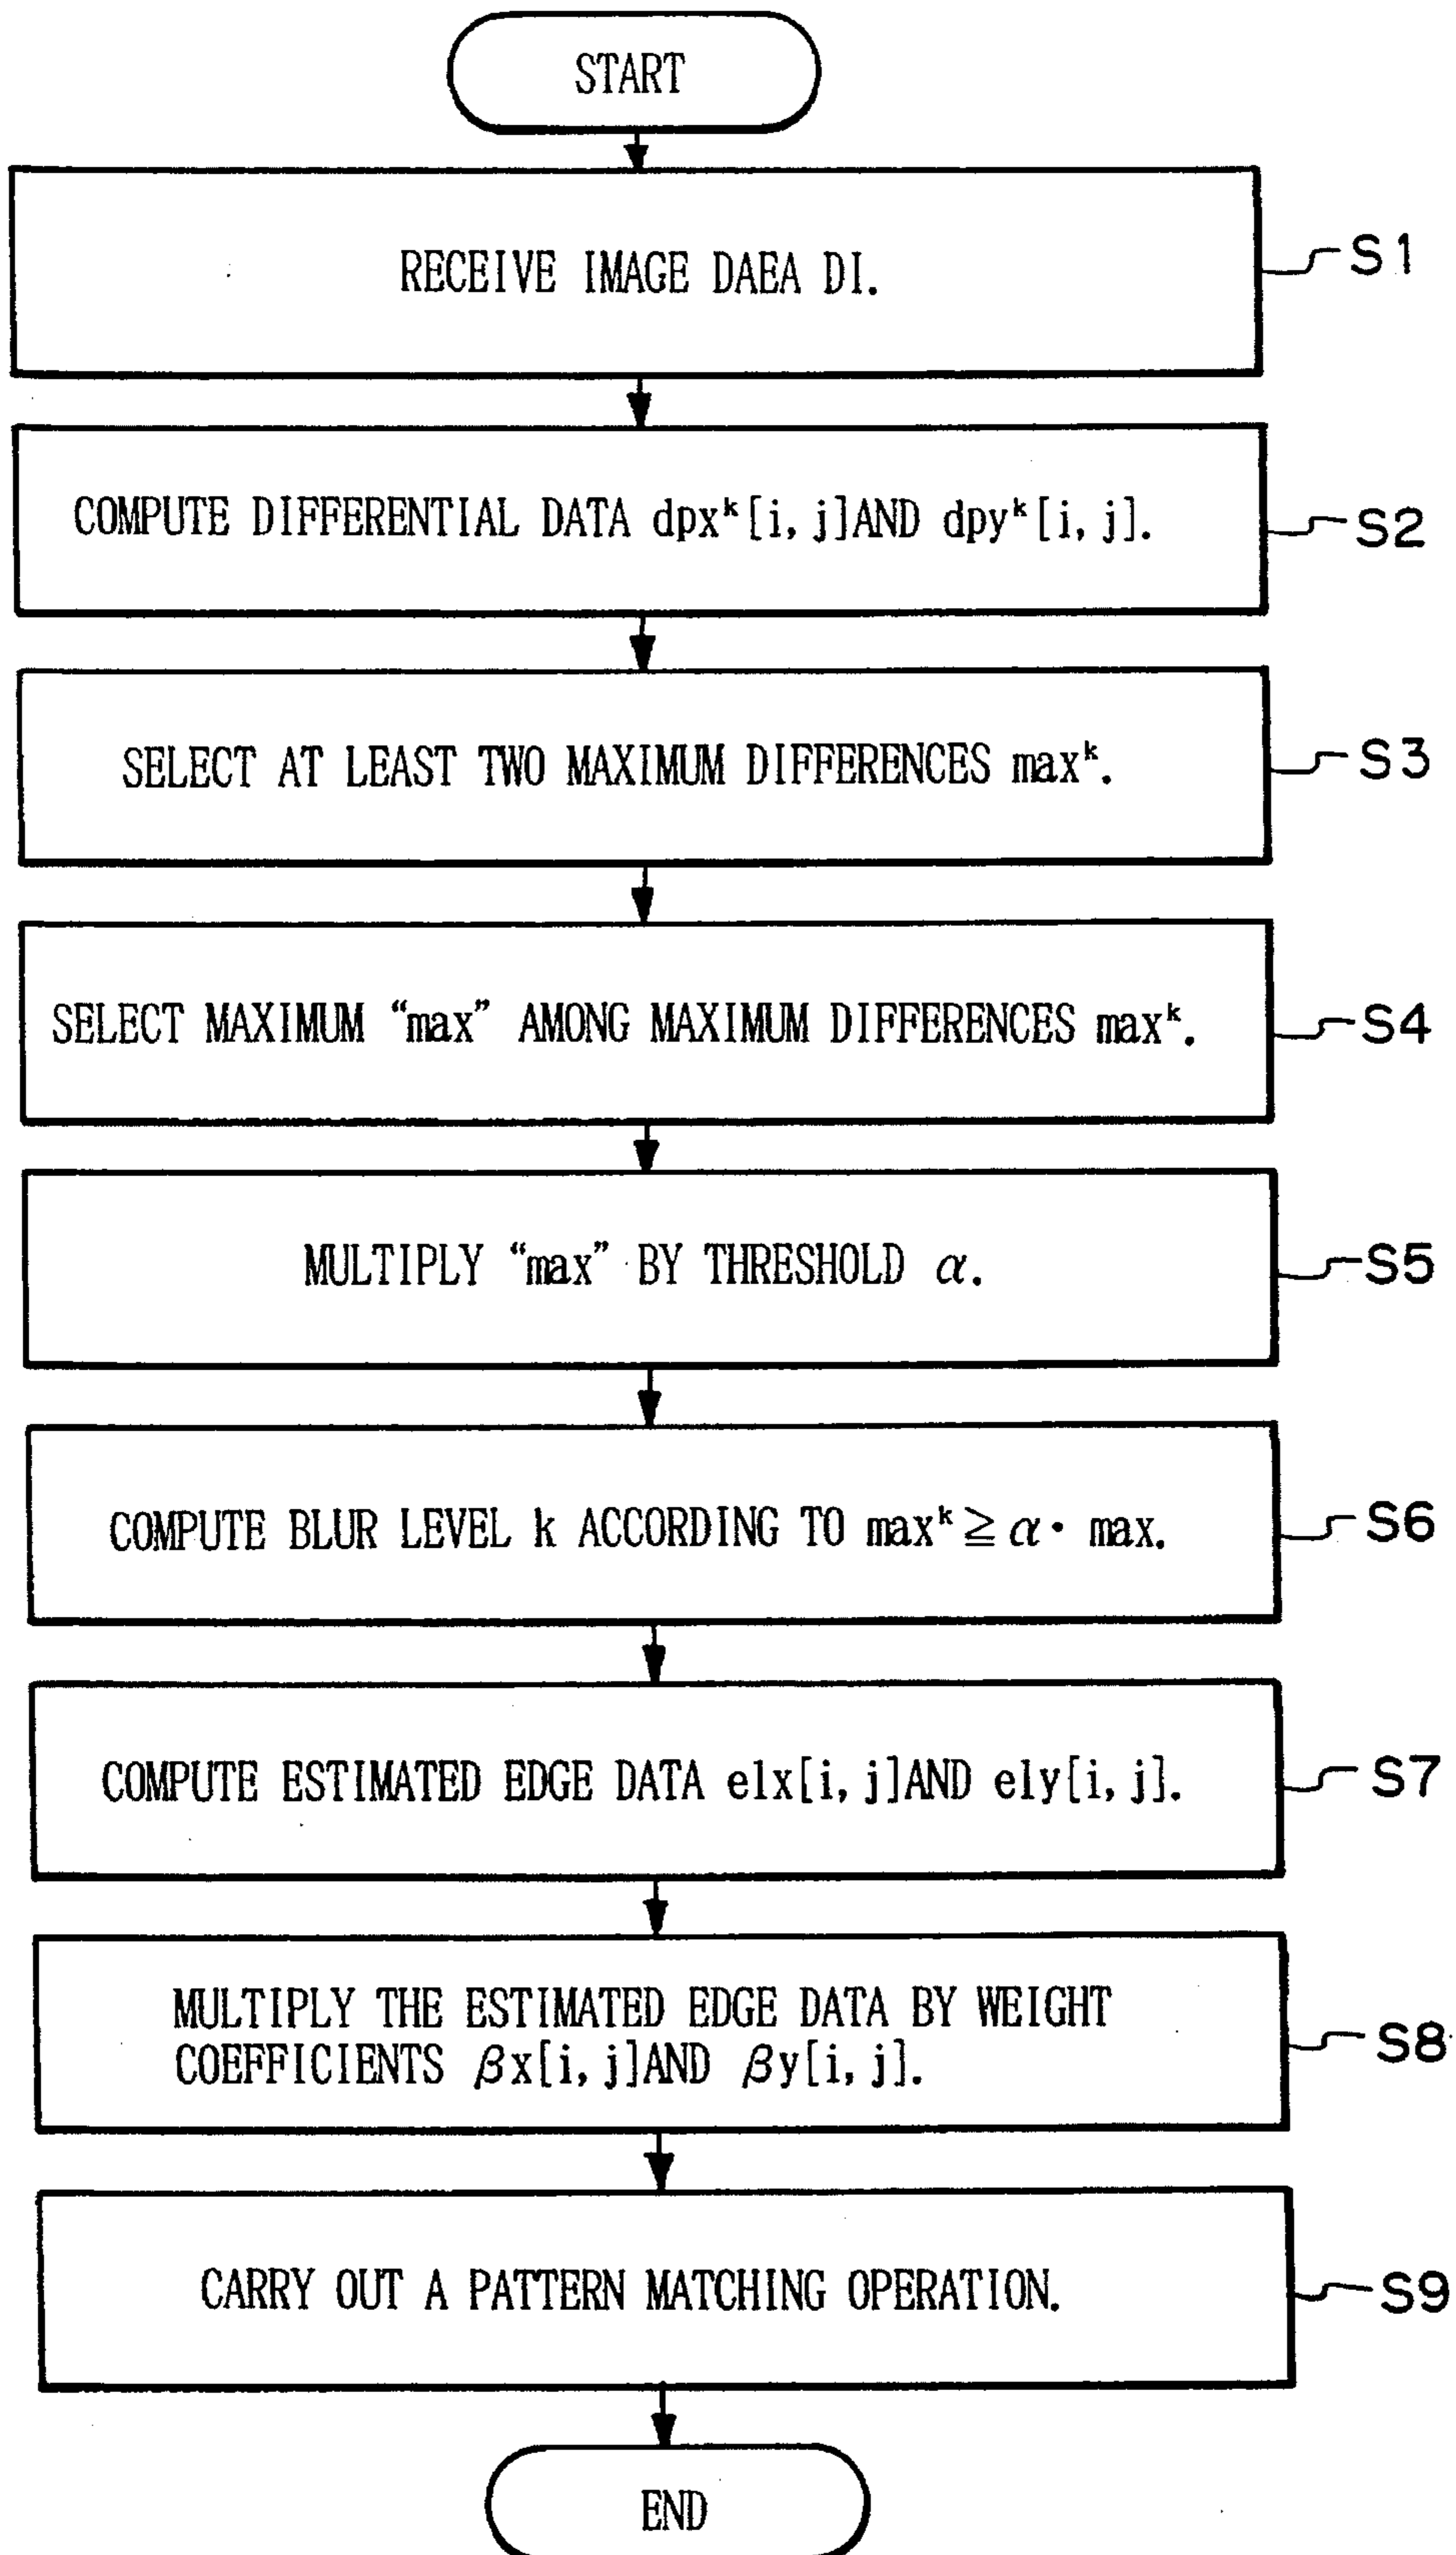 START
RECEIVE IMAGE DAEA DI.
S1
COMPUTE DIFFERENTIAL DATA dpxᵏ[i, j]AND dpyᵏ[i, j].
S2
SELECT AT LEAST TWO MAXIMUM DIFFERENCES maxᵏ.
S3
SELECT MAXIMUM “max” AMONG MAXIMUM DIFFERENCES maxᵏ.
S4
MULTIPLY “max” BY THRESHOLD α.
S5
COMPUTE BLUR LEVEL k ACCORDING TO maxᵏ≧α· max.
S6
COMPUTE ESTIMATED EDGE DATA elx[i, j]AND ely[i, j].
S7
MULTIPLY THE ESTIMATED EDGE DATA BY WEIGHT
COEFFICIENTS βx[i, j]AND βy[i, j].
S8
CARRY OUT A PATTERN MATCHING OPERATION.
S9
END